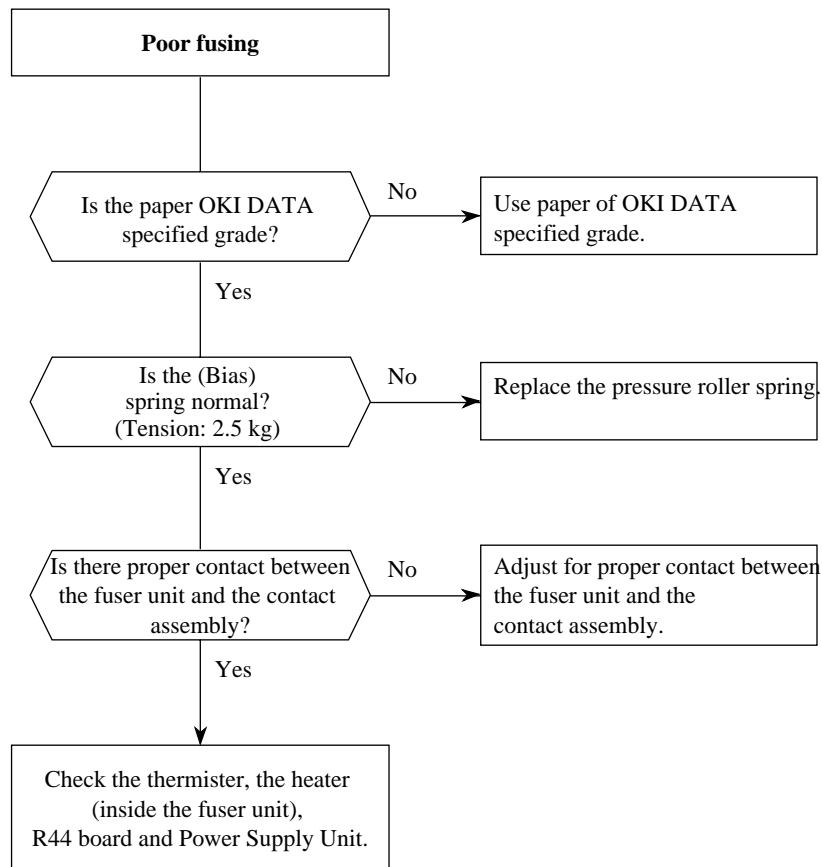 Poor fusing
Is the paper OKI DATA
specified grade?
No
Use paper of OKI DATA
specified grade.
Yes
Is the (Bias)
spring normal?
(Tension: 2.5 kg)
No
Replace the pressure roller spring.
Yes
Is there proper contact between
the fuser unit and the contact
assembly?
No
Adjust for proper contact between
the fuser unit and the
contact assembly.
Yes
Check the thermister, the heater
(inside the fuser unit),
R44 board and Power Supply Unit.